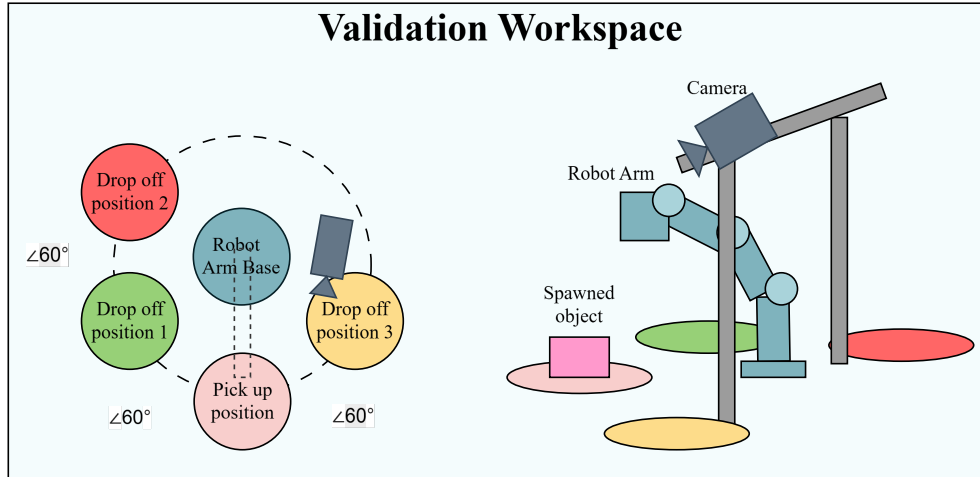 Validation Workspace
Drop off
position 2
Robot
Arm Base
∠60°
Drop off
position 1
Drop off
position 3
Pick up
position
∠60°
∠60°
Camera
Robot Arm
Spawned
object